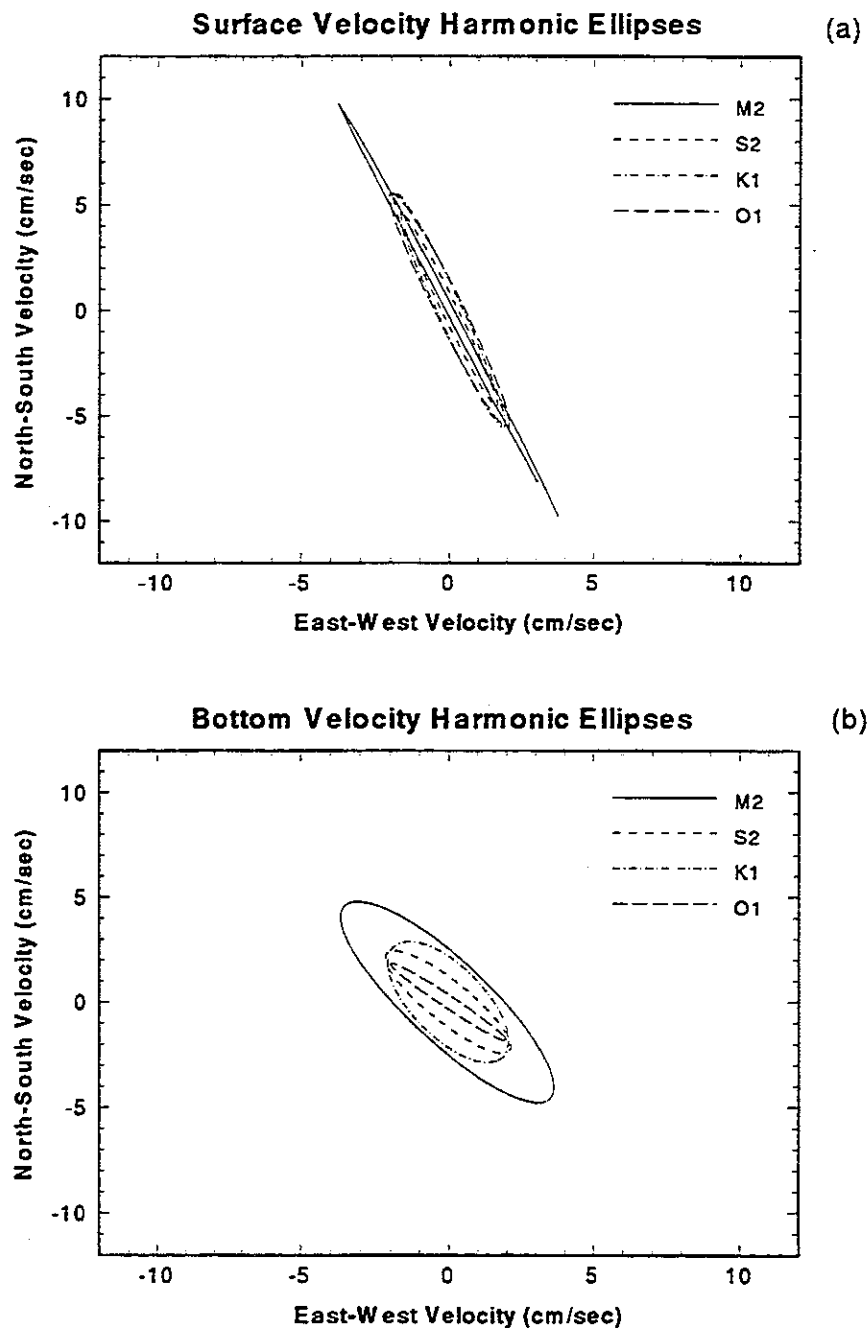 Surface Velocity Harmonic Ellipses (a)
North-South Velocity (cm/sec)
10
5
0
-5
-10
M2
S2
K1
O1
-10 -5 0 5 10
East-West Velocity (cm/sec)
Bottom Velocity Harmonic Ellipses (b)
North-South Velocity (cm/sec)
10
5
0
-5
-10
M2
S2
K1
O1
-10 -5 0 5 10
East-West Velocity (cm/sec)